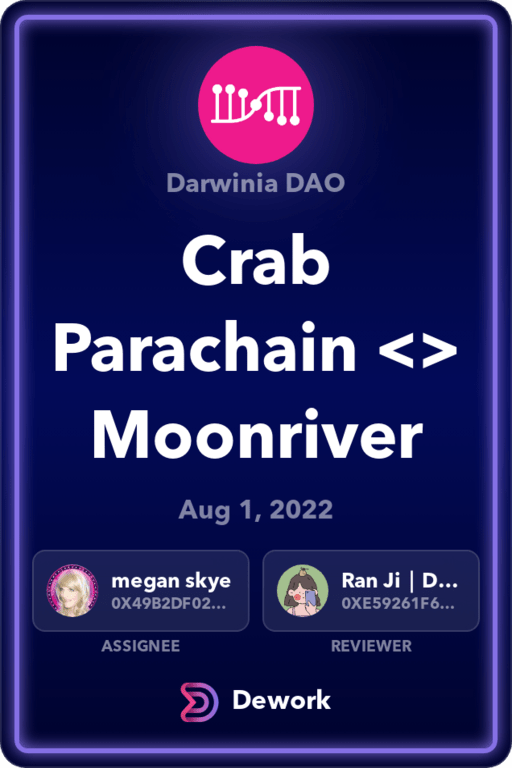 Darwinia DAO
Crab
Parachain <>
Moonriver
Aug 1, 2022
megan skye
0X49B2DF02...
ASSIGNEE
Ran Ji | D...
0XE59261F6...
REVIEWER
Dework